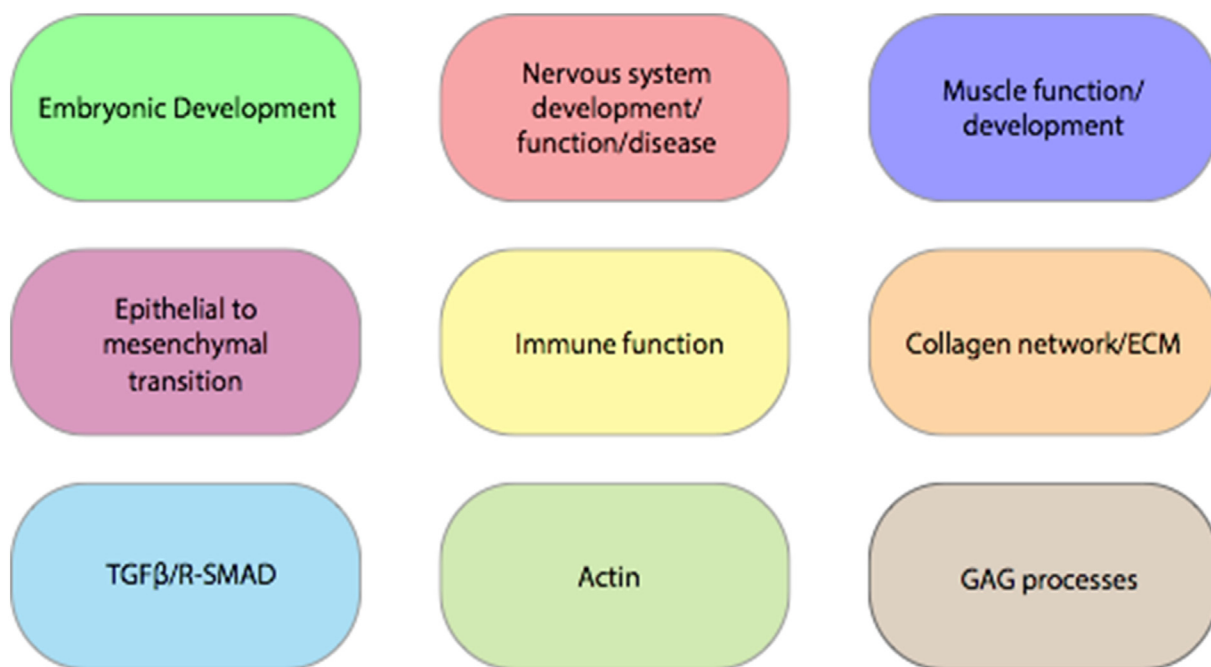 Embryonic Development
Nervous system
development/
function/disease
Muscle function/
development
Epithelial to
mesenchymal
transition
Immune function
Collagen network/ECM
TGFβ/R-SMAD
Actin
GAG processes